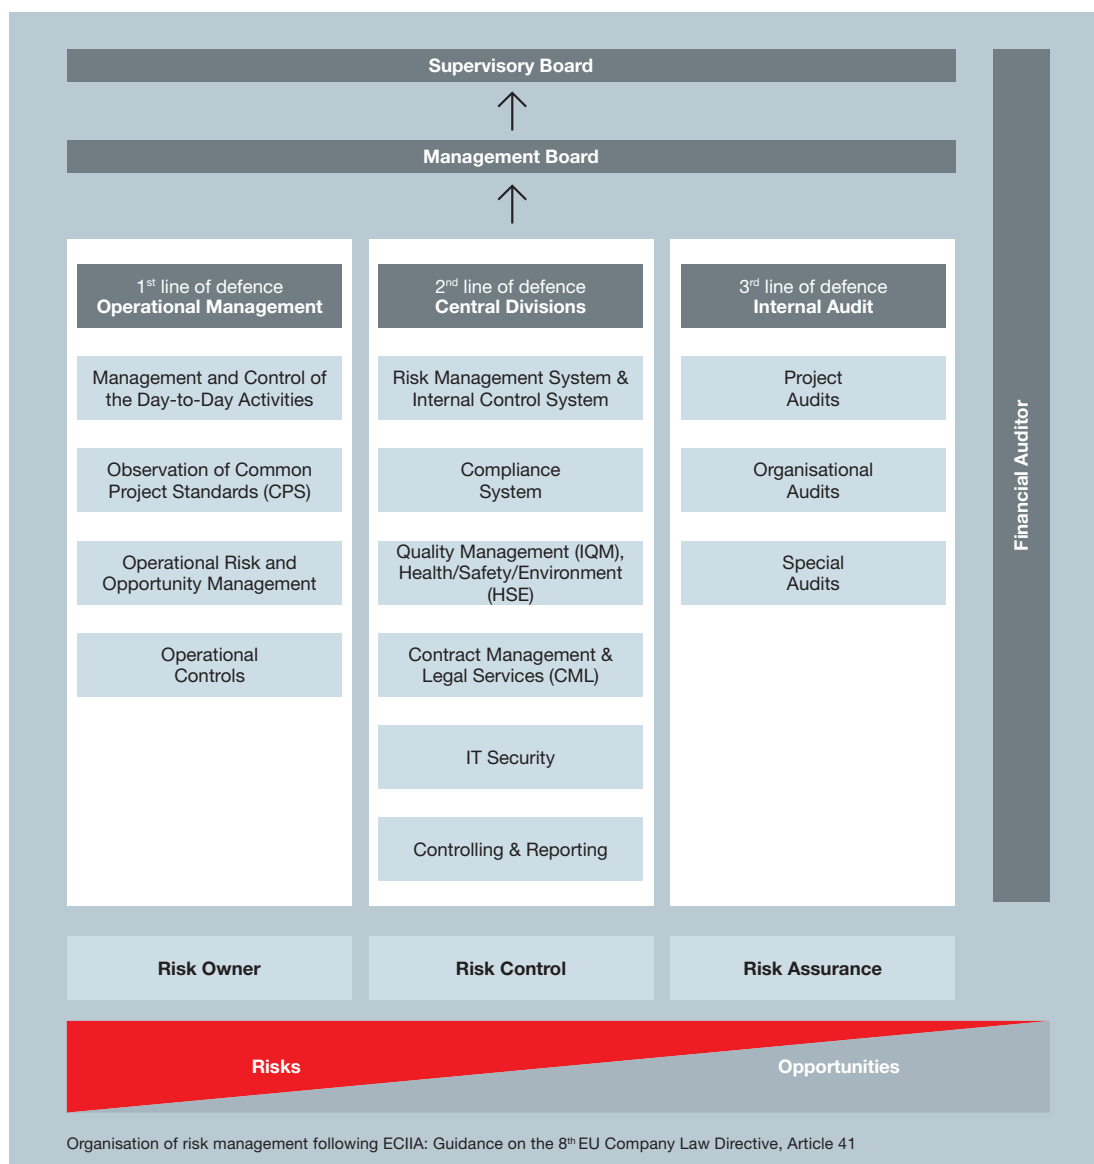 Supervisory Board
Management Board
1st line of defence
Operational Management
Management and Control of
the Day-to-Day Activities
Observation of Common
Project Standards (CPS)
Operational Risk and
Opportunity Management
Operational
Controls
2nd line of defence
Central Divisions
Risk Management System &
Internal Control System
Compliance
System
Quality Management (IQM),
Health/Safety/Environment
(HSE)
Contract Management &
Legal Services (CML)
IT Security
Controlling & Reporting
3rd line of defence
Internal Audit
Project
Audits
Organisational
Audits
Special
Audits
Financial Auditor
Risk Owner
Risk Control
Risk Assurance
Risks
Opportunities
Organisation of risk management following ECIIA: Guidance on the 8th EU Company Law Directive, Article 41